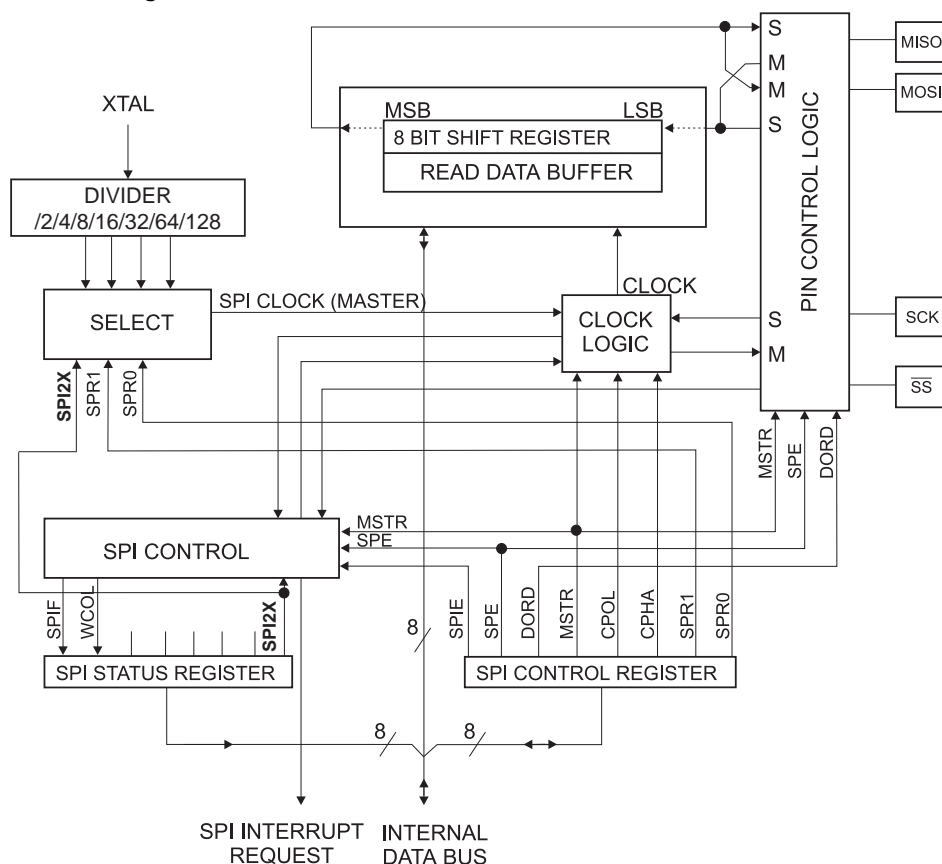 S
MISO
M
MOSI
M
XTAL
MSB
LSB
S
8 BIT SHIFT REGISTER
READ DATA BUFFER
DIVIDER
/2/4/8/16/32/64/128
PIN CONTROL LOGIC
SPI CLOCK (MASTER)
CLOCK
SELECT
CLOCK
LOGIC
S
SCK
M
SS
SPI2X
SPR1
SPR0
MSTR
SPE
DORD
MSTR
SPE
SPI CONTROL
SPIF
WCOL
SPI2X
8
SPIE
SPE
DORD
MSTR
CPOL
CPHA
SPR1
SPR0
SPI STATUS REGISTER
SPI CONTROL REGISTER
8
8
SPI INTERRUPT
REQUEST
INTERNAL
DATA BUS